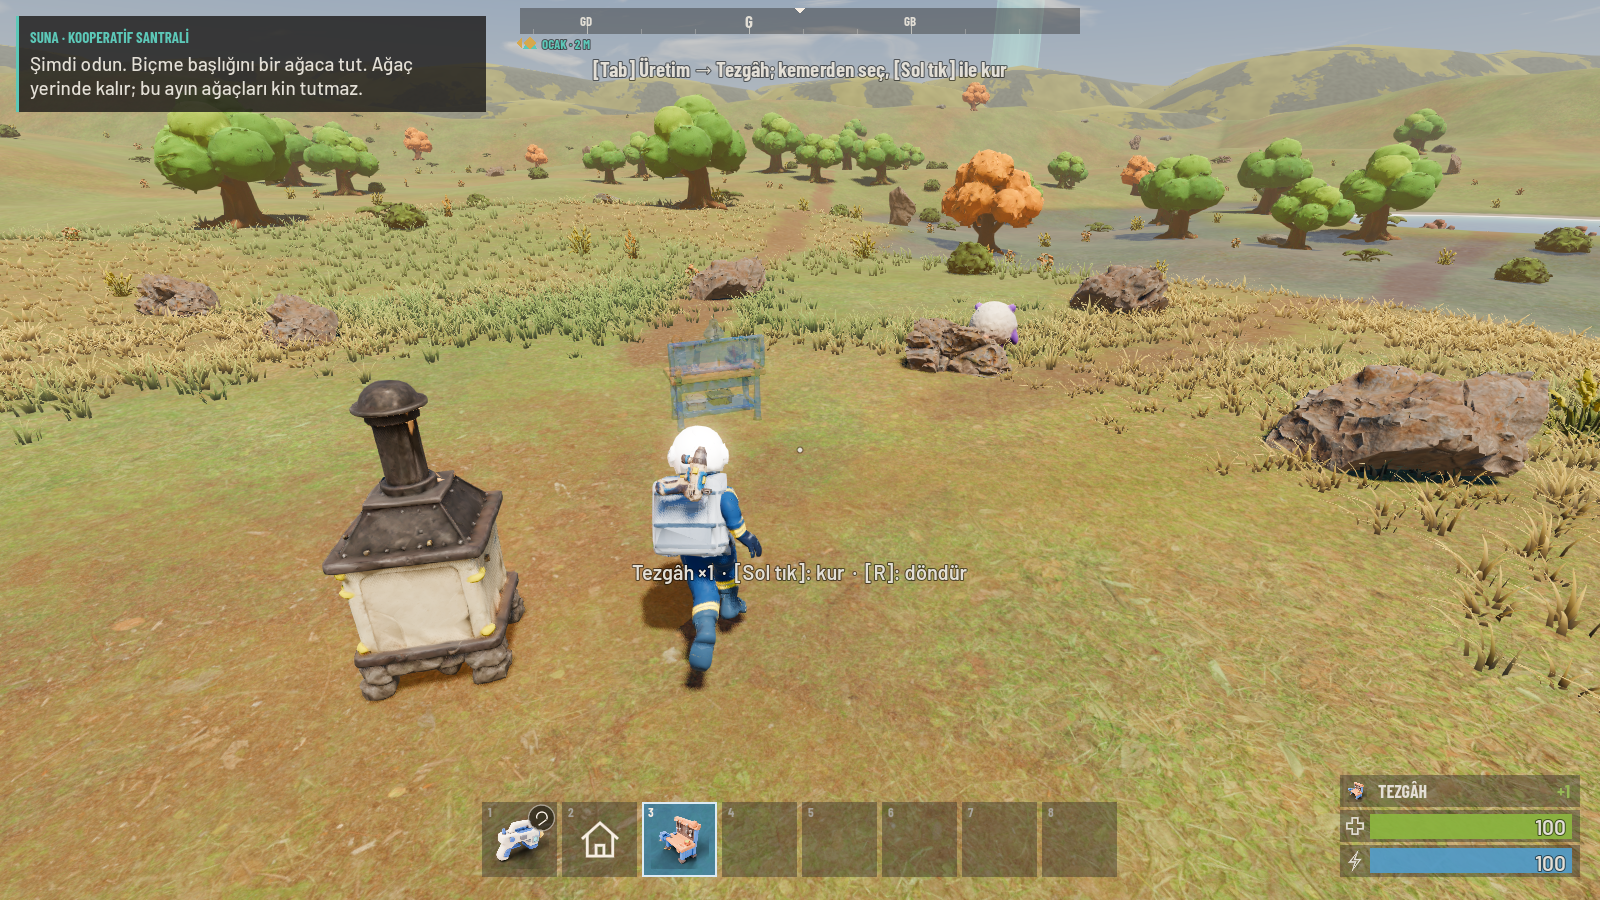 SUNA · KOOPERATİF SANTRALİ
Şimdi odun. Biçme başlığını bir ağaca tut. Ağaç
yerinde kalır; bu ayın ağaçları kin tutmaz.
GD G GB
OCAK · 2 M
[Tab] Üretim → Tezgâh; kemerden seç, [Sol tık] ile kur
Tezgâh ×1 · [Sol tık]: kur · [R]: döndür
1 2 3 4 5 6 7 8
TEZGÂH +1
100
100